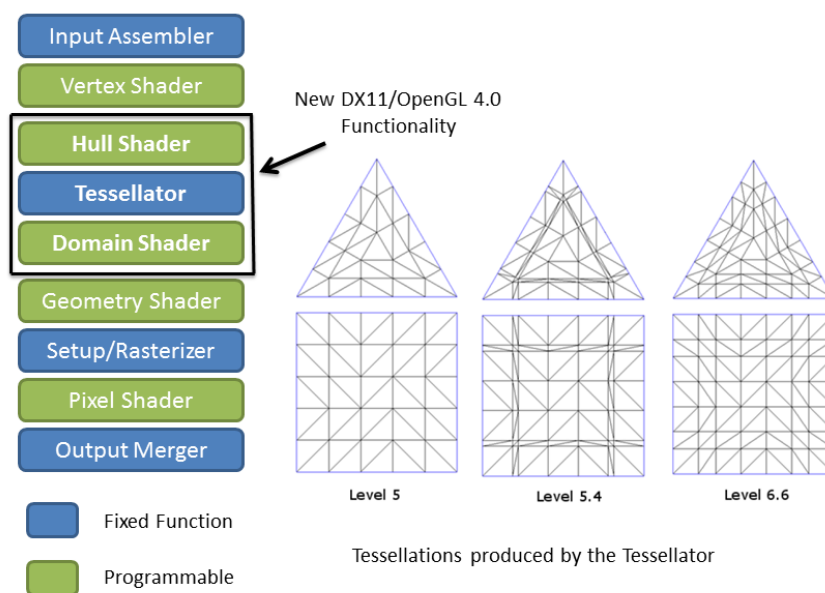 Input Assembler
Vertex Shader
Hull Shader
Tessellator
Domain Shader
Geometry Shader
Setup/Rasterizer
Pixel Shader
Output Merger
Fixed Function
Programmable
New DX11/OpenGL 4.0
Functionality
Level 5
Level 5.4
Level 6.6
Tessellations produced by the Tessellator